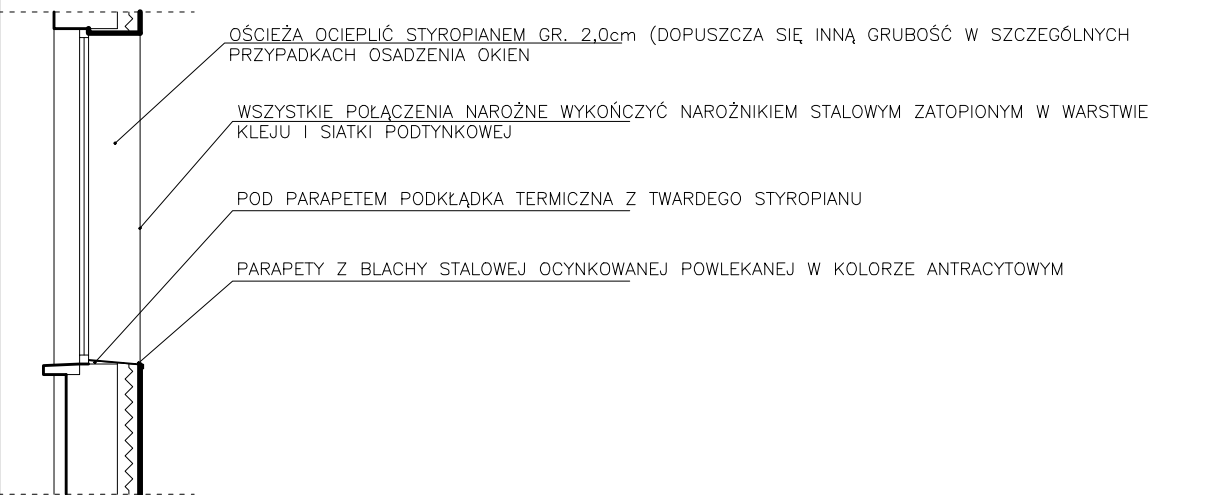 OŚCIEŻA OCIEPLIĆ STYROPIANEM GR. 2,0cm (DOPUSZCZA SIĘ INNĄ GRUBOŚĆ W SZCZEGÓLNYCH
PRZYPADKACH OSADZENIA OKIEN
WSZYSTKIE POŁĄCZENIA NAROŻNE WYKOŃCZYĆ NAROŻNIKIEM STALOWYM ZATOPIONYM W WARSTWIE
KLEJU I SIATKI PODTYNKOWEJ
POD PARAPETEM PODKŁĄDKA TERMICZNA Z TWARDEGO STYROPIANU
PARAPETY Z BLACHY STALOWEJ OCYNKOWANEJ POWLEKANEJ W KOLORZE ANTRACYTOWYM